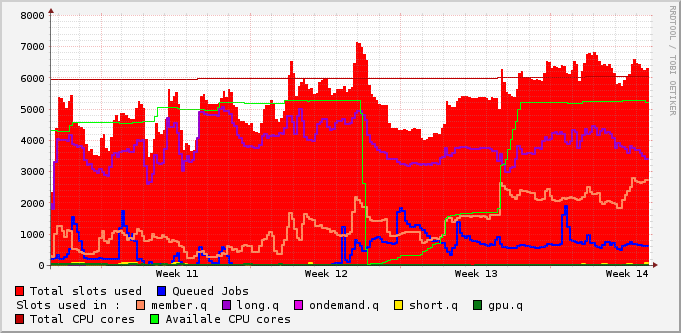 RRDTOOL / TOBI OETIKER
8000
7000
6000
5000
4000
3000
2000
1000
0
Week 11 Week 12 Week 13 Week 14
Total slots used Queued Jobs
Slots used in : member.q long.q ondemand.q short.q gpu.q
Total CPU cores Availale CPU cores